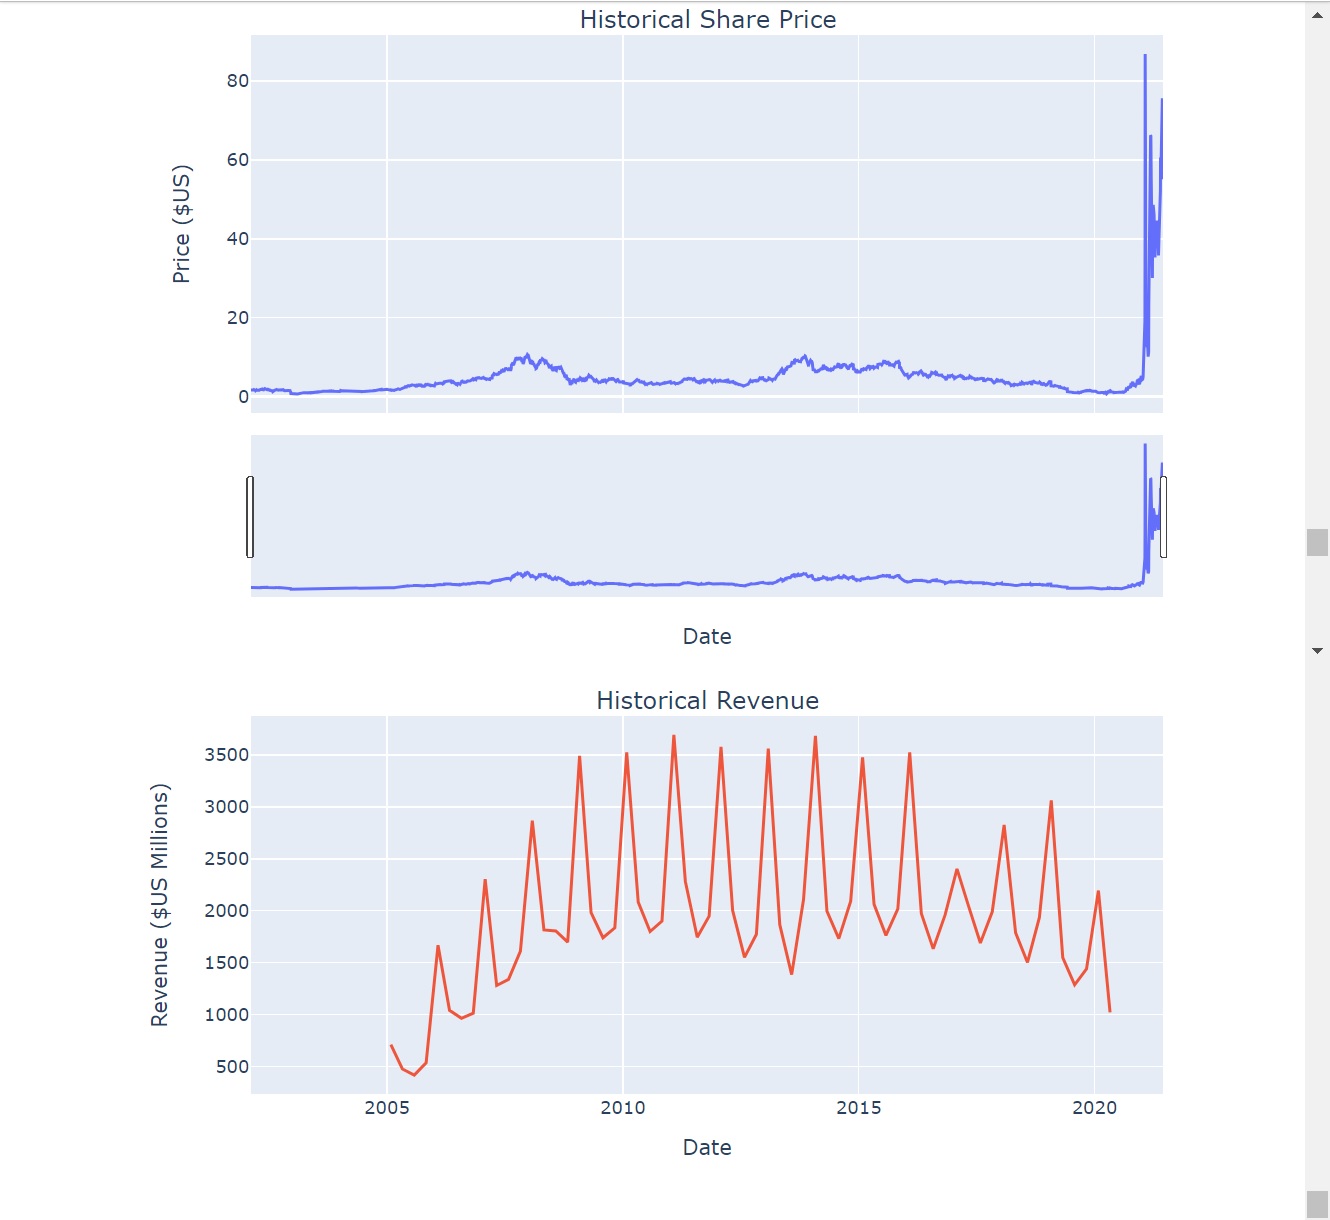 Historical Share Price
80
60
40
20
0
Price ($US)
Date
Historical Revenue
3500
3000
2500
2000
1500
1000
500
Revenue ($US Millions)
2005 2010 2015 2020
Date